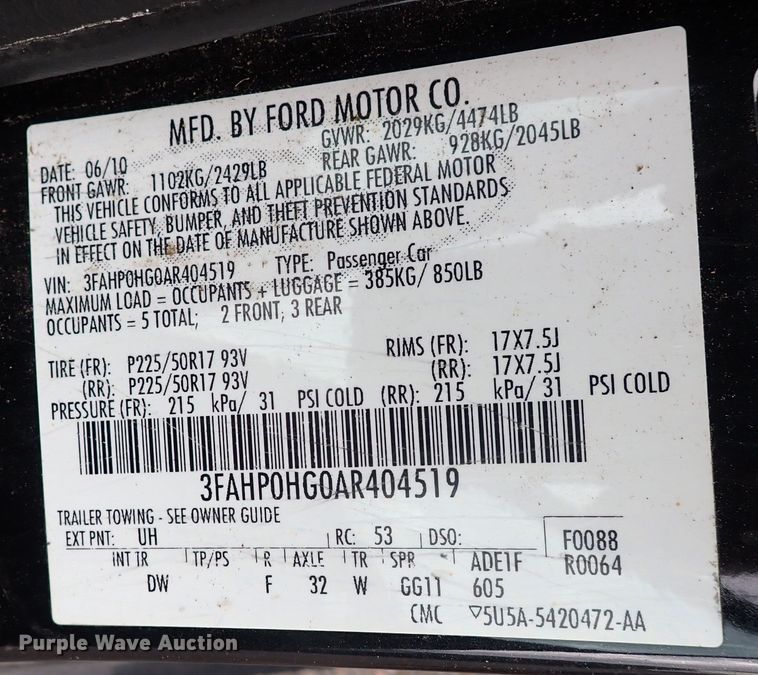 MFD. BY FORD MOTOR CO.
DATE: 06/10 GVWR: 2029KG/4474LB
FRONT GAWR: 1102KG/2429LB REAR GAWR: 928KG/2045LB
THIS VEHICLE CONFORMS TO ALL APPLICABLE FEDERAL MOTOR
VEHICLE SAFETY, BUMPER, AND THEFT PREVENTION STANDARDS
IN EFFECT ON THE DATE OF MANUFACTURE SHOWN ABOVE.
VIN: 3FAHP0HG0AR404519 TYPE: Passenger Car
MAXIMUM LOAD = OCCUPANTS + LUGGAGE = 385KG/ 850LB
OCCUPANTS = 5 TOTAL; 2 FRONT, 3 REAR
TIRE (FR): P225/50R17 93V RIMS (FR): 17X7.5J
(RR): P225/50R17 93V (RR): 17X7.5J
PRESSURE (FR): 215 kPa/ 31 PSI COLD (RR): 215 kPa/ 31 PSI COLD
3FAHP0HG0AR404519
TRAILER TOWING - SEE OWNER GUIDE
EXT PNT: UH RC: 53 DSO: F0088
INT TR TP/PS R AXLE TR SPR ADE1F R0064
DW F 32 W GG11 605
CMC ▽5U5A-5420472-AA
Purple Wave Auction